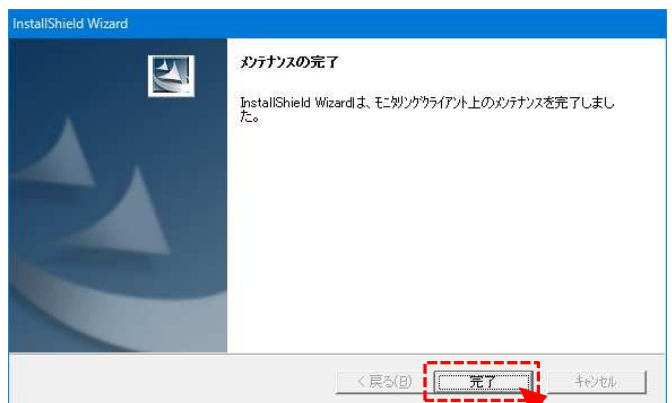 InstallShield Wizard
メンテナンスの完了
InstallShield Wizardは、モニタリングクライアント上のメンテナンスを完了しまし
た。
< 戻る(B)
完了
キャンセル